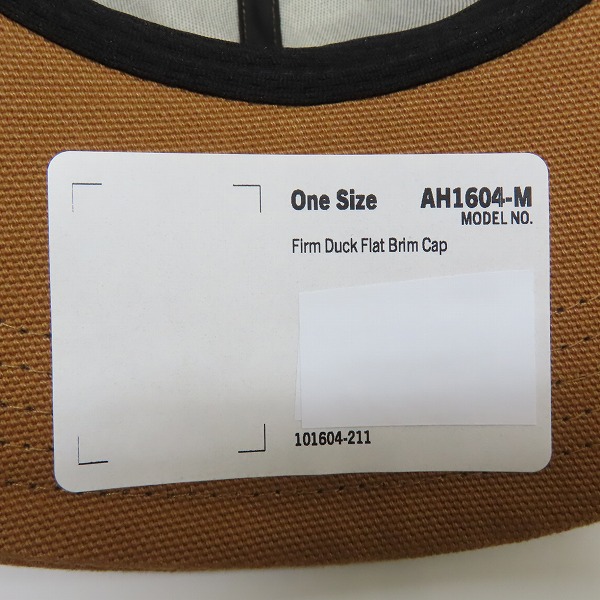 One Size AH1604-M
MODEL NO.
Firm Duck Flat Brim Cap
101604-211